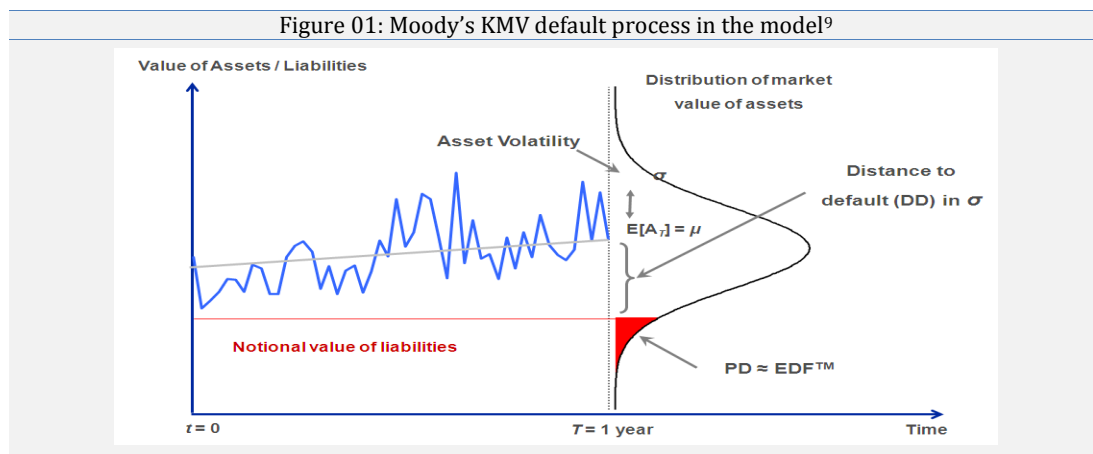 Figure 01: Moody's KMV default process in the model⁹
Value of Assets / Liabilities
Distribution of market
value of assets
Asset Volatility
σ
Distance to
default (DD) in σ
E[A_T] = μ
Notional value of liabilities
PD ≈ EDF™
t = 0
T = 1 year
Time